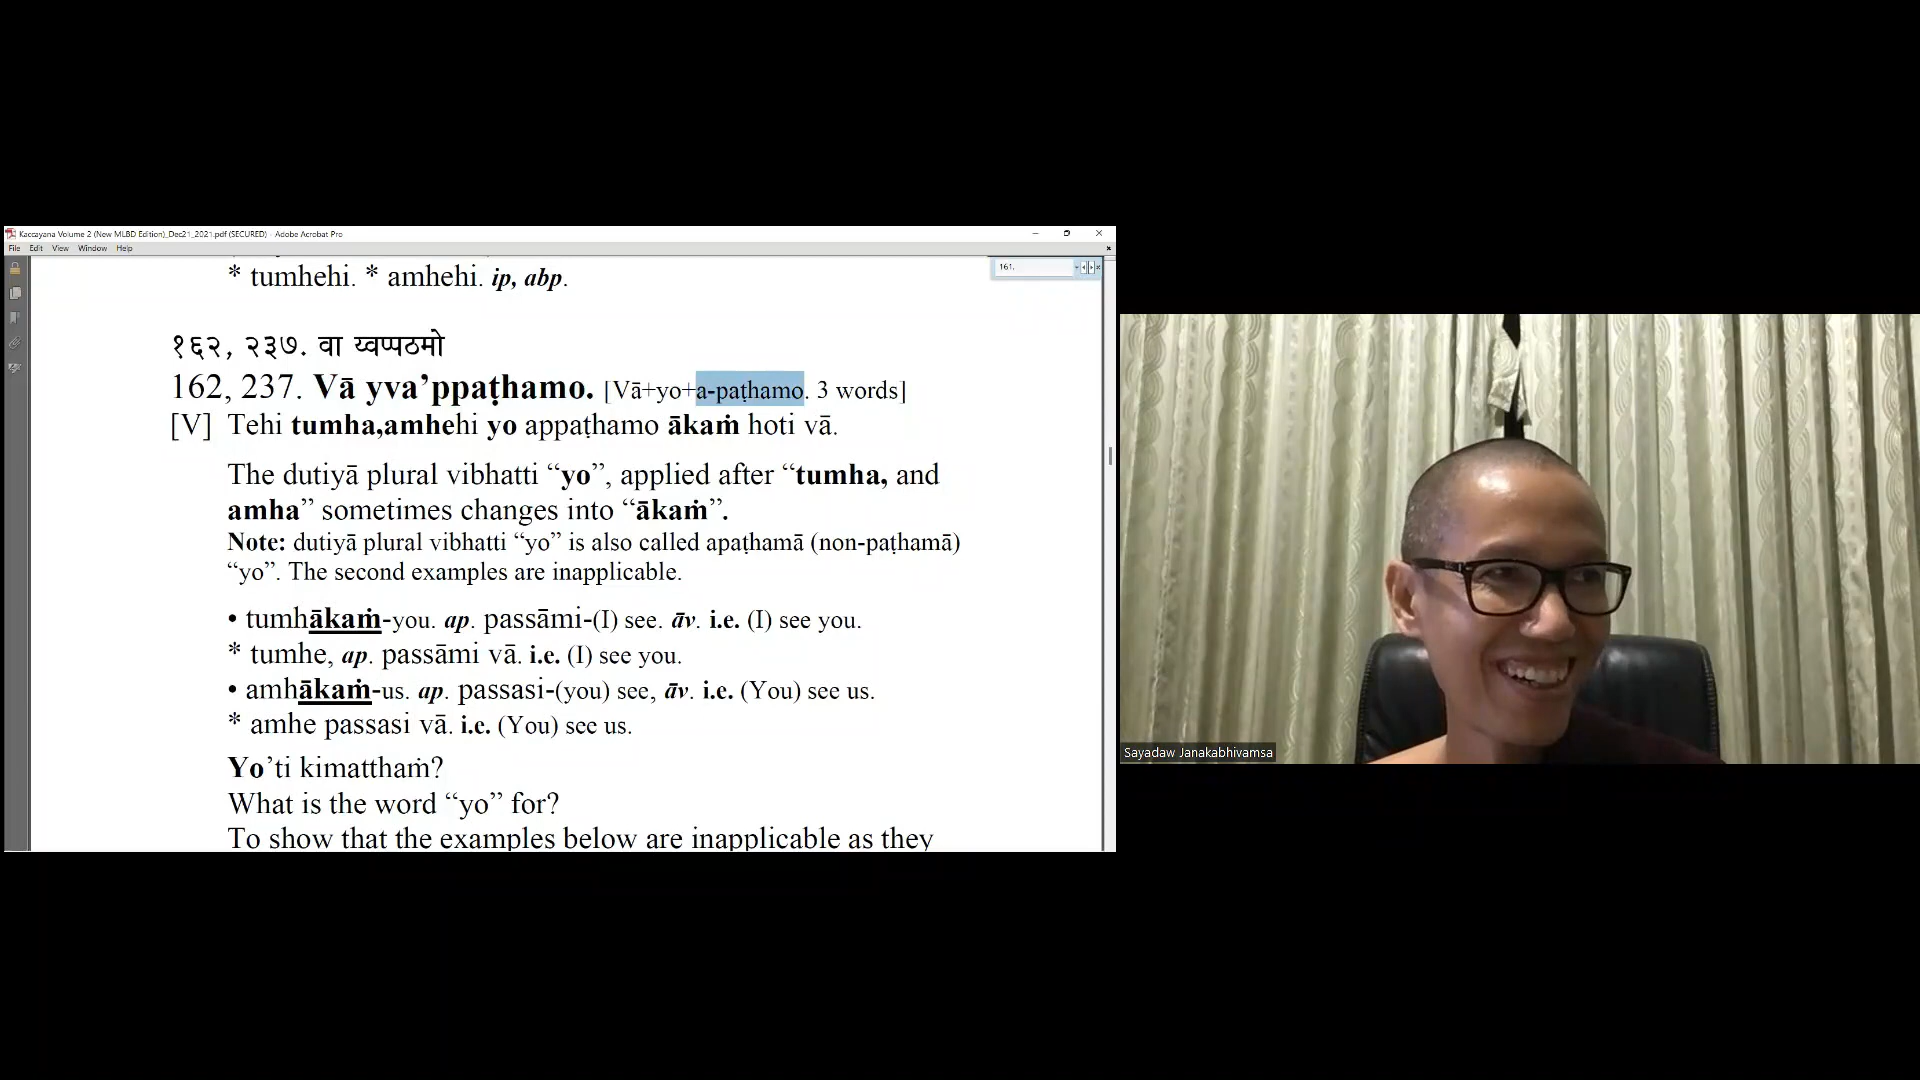 Kaccayana Volume 2 (New MLBD Edition)_Dec21_2021.pdf (SECURED) - Adobe Acrobat Pro
File Edit View Window Help
161.
* tumhehi. * amhehi. ip, abp.
१६२, २३७. वा य्वप्पठमो
162, 237. Vā yva’ppaṭhamo. [Vā+yo+a-paṭhamo. 3 words]
[V] Tehi tumha,amhehi yo appaṭhamo ākaṁ hoti vā.
The dutiyā plural vibhatti “yo”, applied after “tumha, and
amha” sometimes changes into “ākaṁ”.
Note: dutiyā plural vibhatti “yo” is also called apaṭhamā (non-paṭhamā)
“yo”. The second examples are inapplicable.
• tumhākaṁ-you. ap. passāmi-(I) see. āv. i.e. (I) see you.
* tumhe, ap. passāmi vā. i.e. (I) see you.
• amhākaṁ-us. ap. passasi-(you) see, āv. i.e. (You) see us.
* amhe passasi vā. i.e. (You) see us.
Yo’ti kimatthaṁ?
What is the word “yo” for?
To show that the examples below are inapplicable as they
Sayadaw Janakabhivamsa